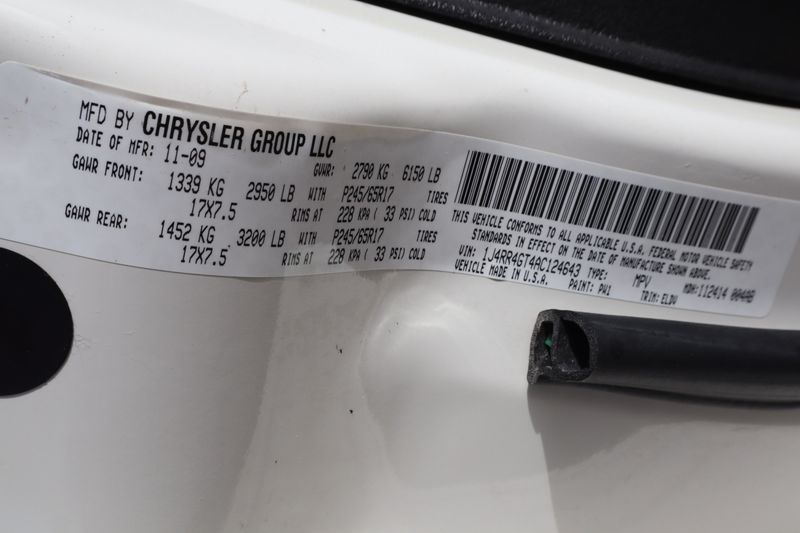 MFD BY CHRYSLER GROUP LLC
DATE OF MFR: 11-09 GVWR: 2790 KG 6150 LB
GAWR FRONT: 1339 KG 2950 LB WITH P245/65R17 TIRES
17X7.5 RIMS AT 228 KPA ( 33 PSI) COLD
GAWR REAR: 1452 KG 3200 LB WITH P245/65R17 TIRES
17X7.5 RIMS AT 228 KPA ( 33 PSI) COLD
THIS VEHICLE CONFORMS TO ALL APPLICABLE U.S.A. FEDERAL MOTOR VEHICLE SAFETY
STANDARDS IN EFFECT ON THE DATE OF MANUFACTURE SHOWN ABOVE.
VIN: 1J4RR4GT4AC124643 TYPE: MPV MDH: 112414 004AB
VEHICLE MADE IN U.S.A. PAINT: PW1 TRIM: ELDV